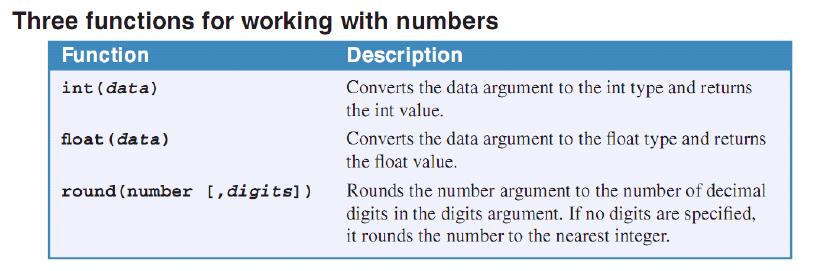 Three functions for working with numbers
Function Description
int(data) Converts the data argument to the int type and returns
the int value.
float(data) Converts the data argument to the float type and returns
the float value.
round(number [,digits]) Rounds the number argument to the number of decimal
digits in the digits argument. If no digits are specified,
it rounds the number to the nearest integer.